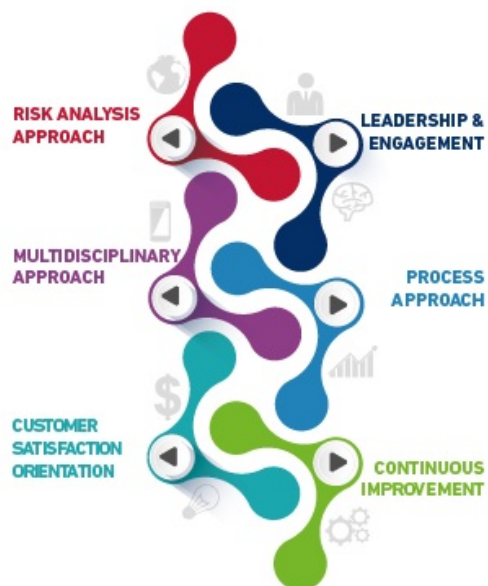 RISK ANALYSIS
APPROACH
LEADERSHIP &
ENGAGEMENT
MULTIDISCIPLINARY
APPROACH
PROCESS
APPROACH
CUSTOMER
SATISFACTION
ORIENTATION
CONTINUOUS
IMPROVEMENT